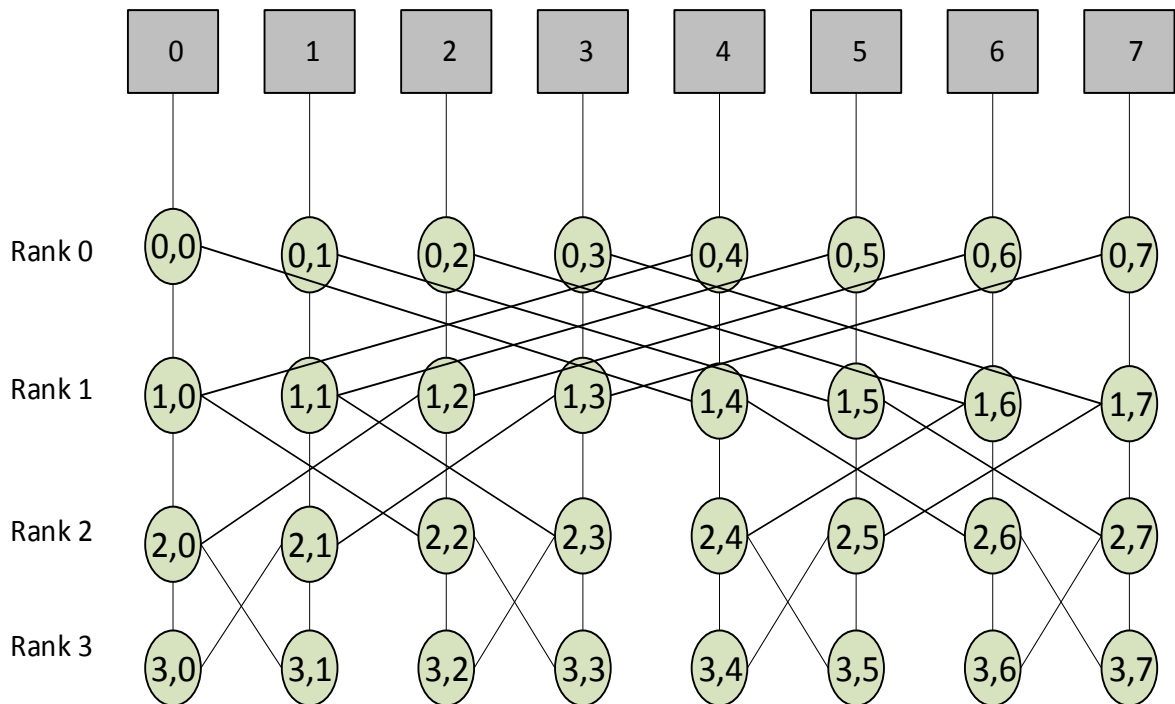 0 1 2 3 4 5 6 7
Rank 0 0,0 0,1 0,2 0,3 0,4 0,5 0,6 0,7
Rank 1 1,0 1,1 1,2 1,3 1,4 1,5 1,6 1,7
Rank 2 2,0 2,1 2,2 2,3 2,4 2,5 2,6 2,7
Rank 3 3,0 3,1 3,2 3,3 3,4 3,5 3,6 3,7